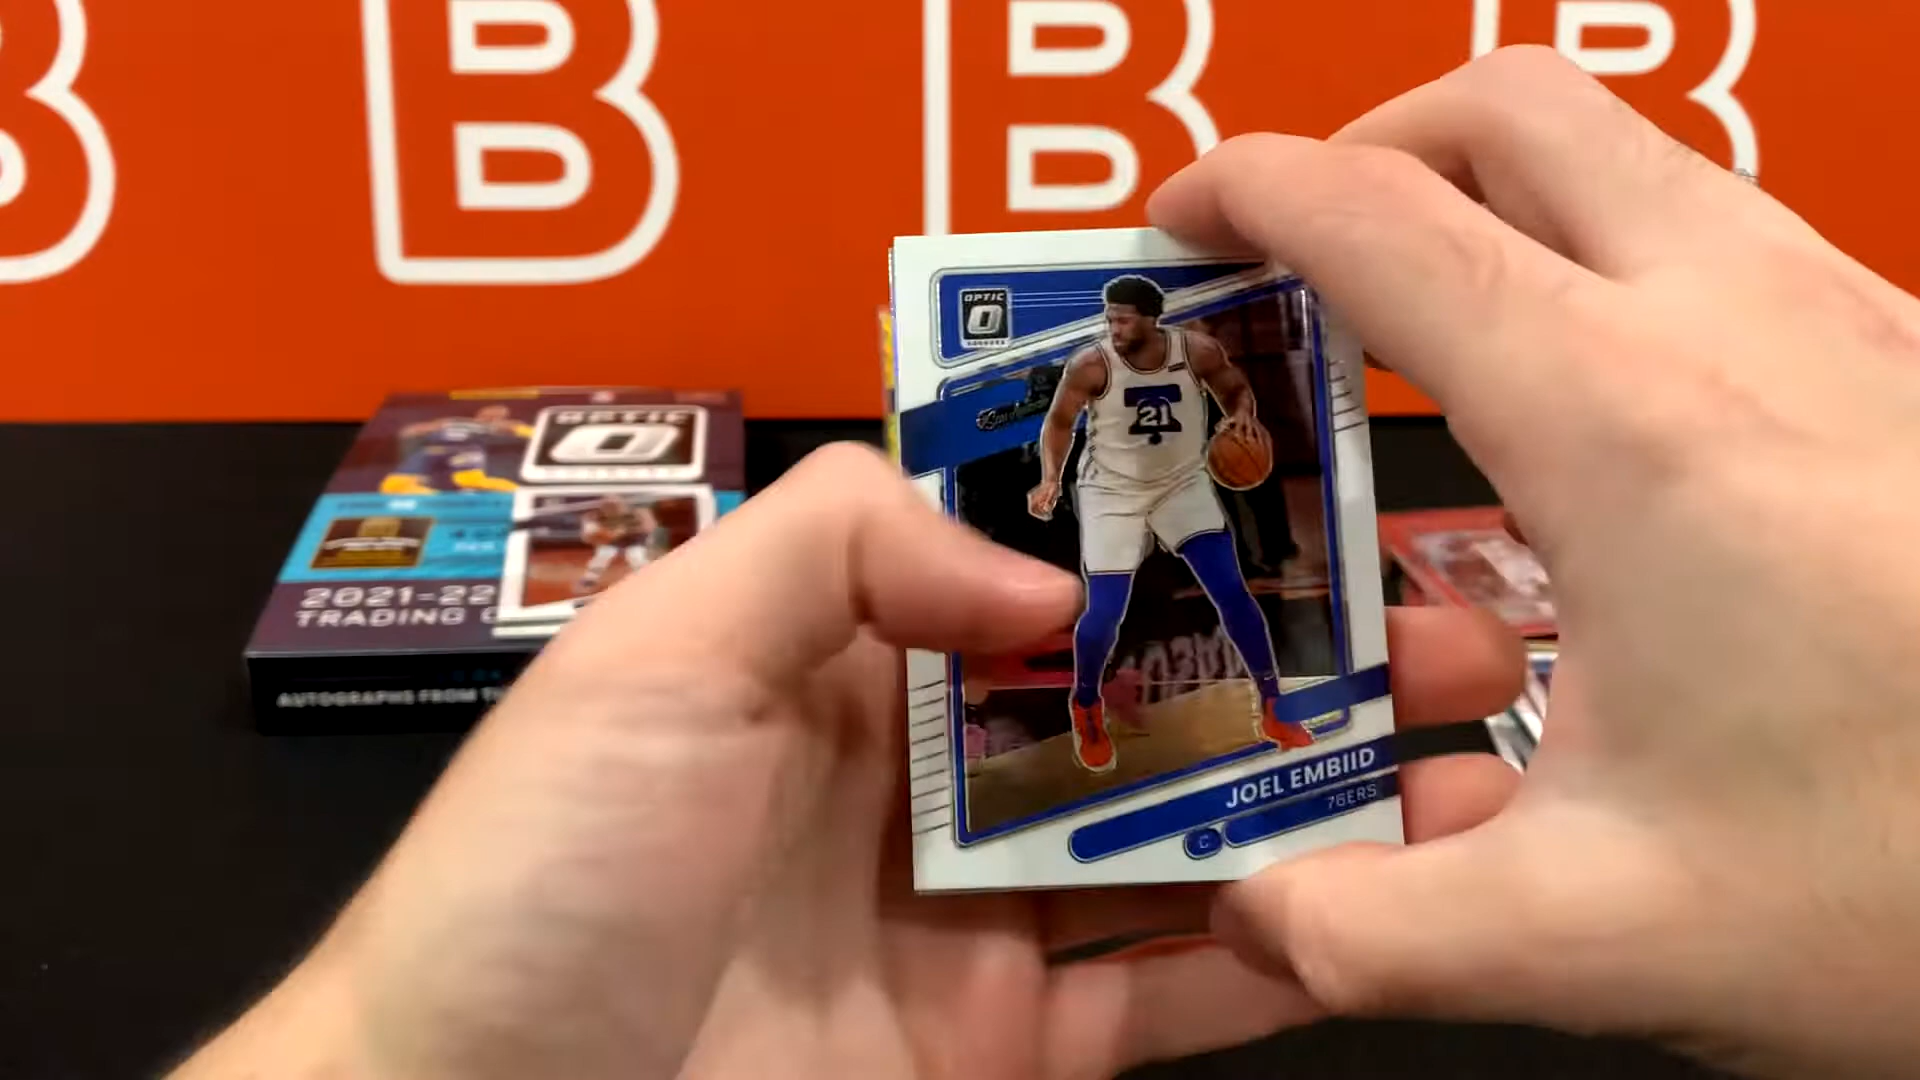 B B B
OPTIC
21
JOEL EMBIID
76ERS
C
OPTIC
2021-22
TRADING
AUTOGRAPHS FROM